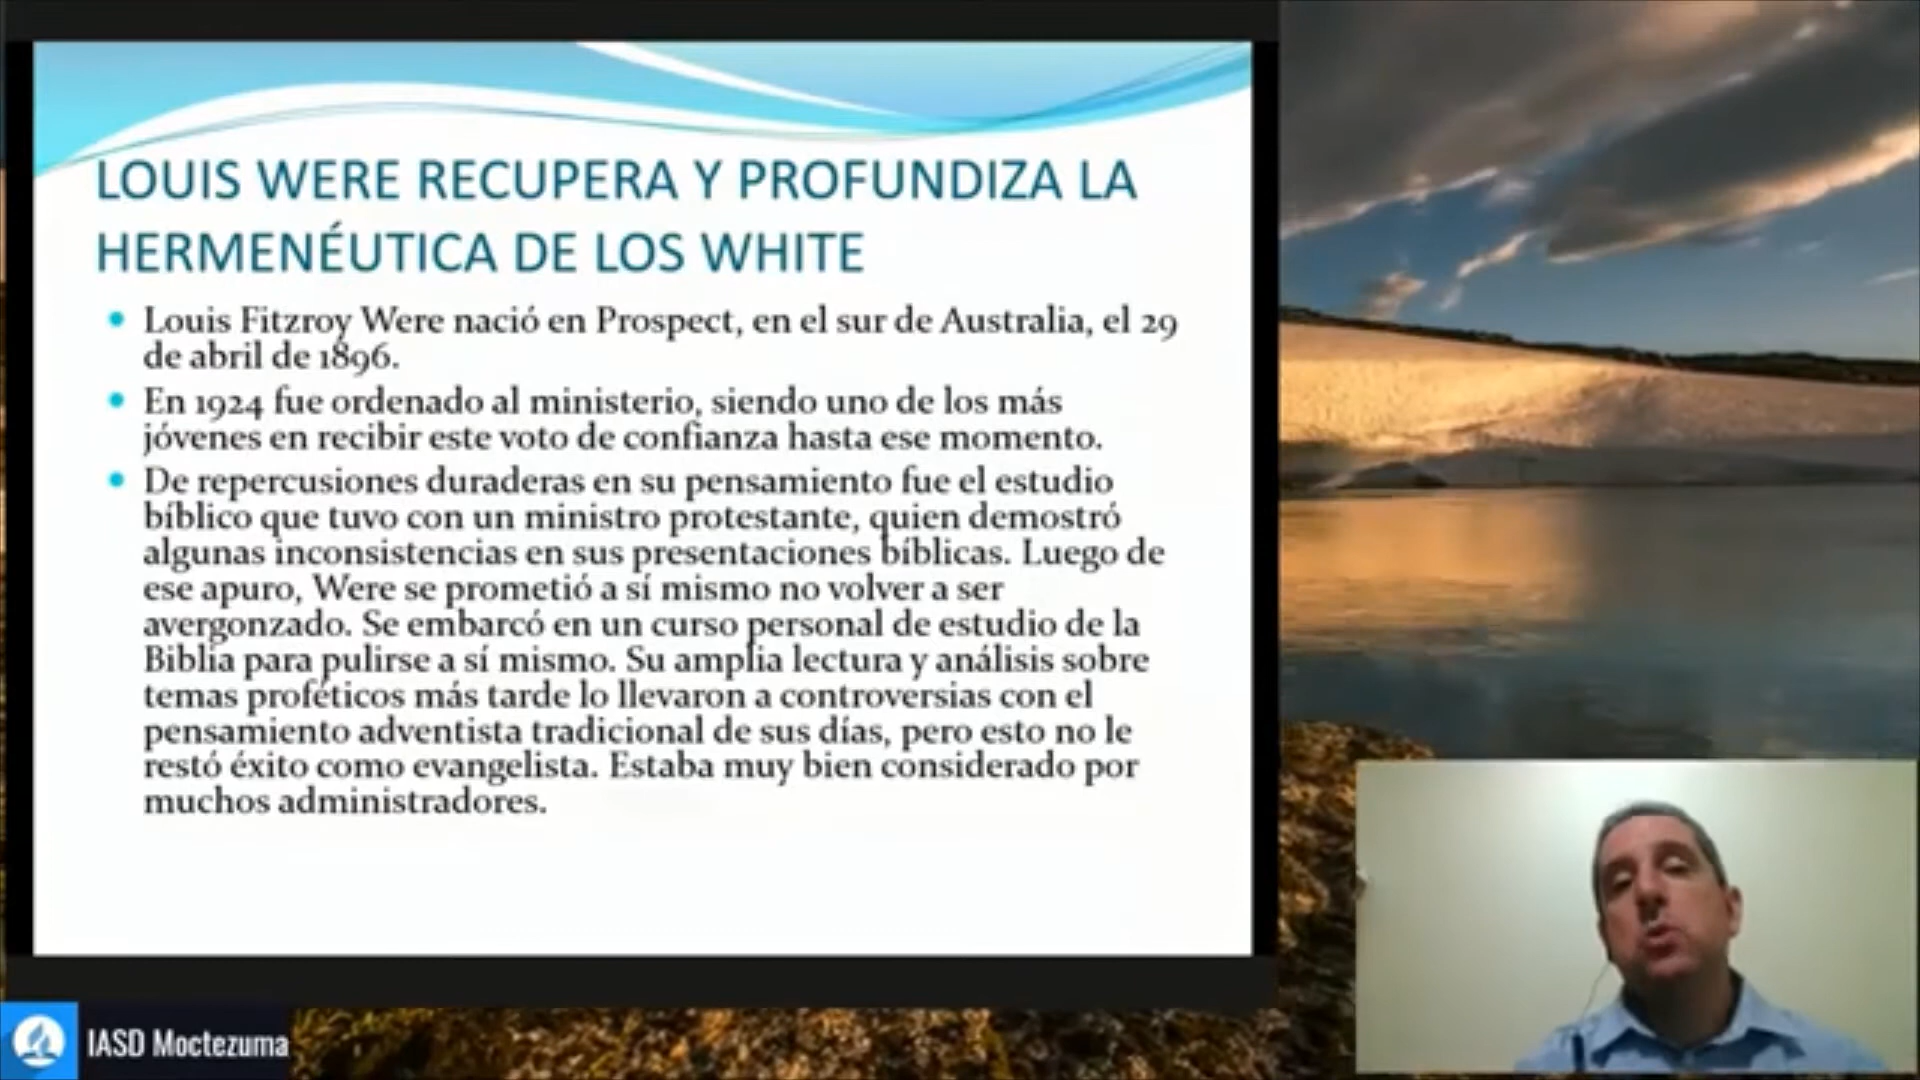 LOUIS WERE RECUPERA Y PROFUNDIZA LA
HERMENÉUTICA DE LOS WHITE
• Louis Fitzroy Were nació en Prospect, en el sur de Australia, el 29
de abril de 1896.
• En 1924 fue ordenado al ministerio, siendo uno de los más
jóvenes en recibir este voto de confianza hasta ese momento.
• De repercusiones duraderas en su pensamiento fue el estudio
bíblico que tuvo con un ministro protestante, quien demostró
algunas inconsistencias en sus presentaciones bíblicas. Luego de
ese apuro, Were se prometió a sí mismo no volver a ser
avergonzado. Se embarcó en un curso personal de estudio de la
Biblia para pulirse a sí mismo. Su amplia lectura y análisis sobre
temas proféticos más tarde lo llevaron a controversias con el
pensamiento adventista tradicional de sus días, pero esto no le
restó éxito como evangelista. Estaba muy bien considerado por
muchos administradores.
IASD Moctezuma